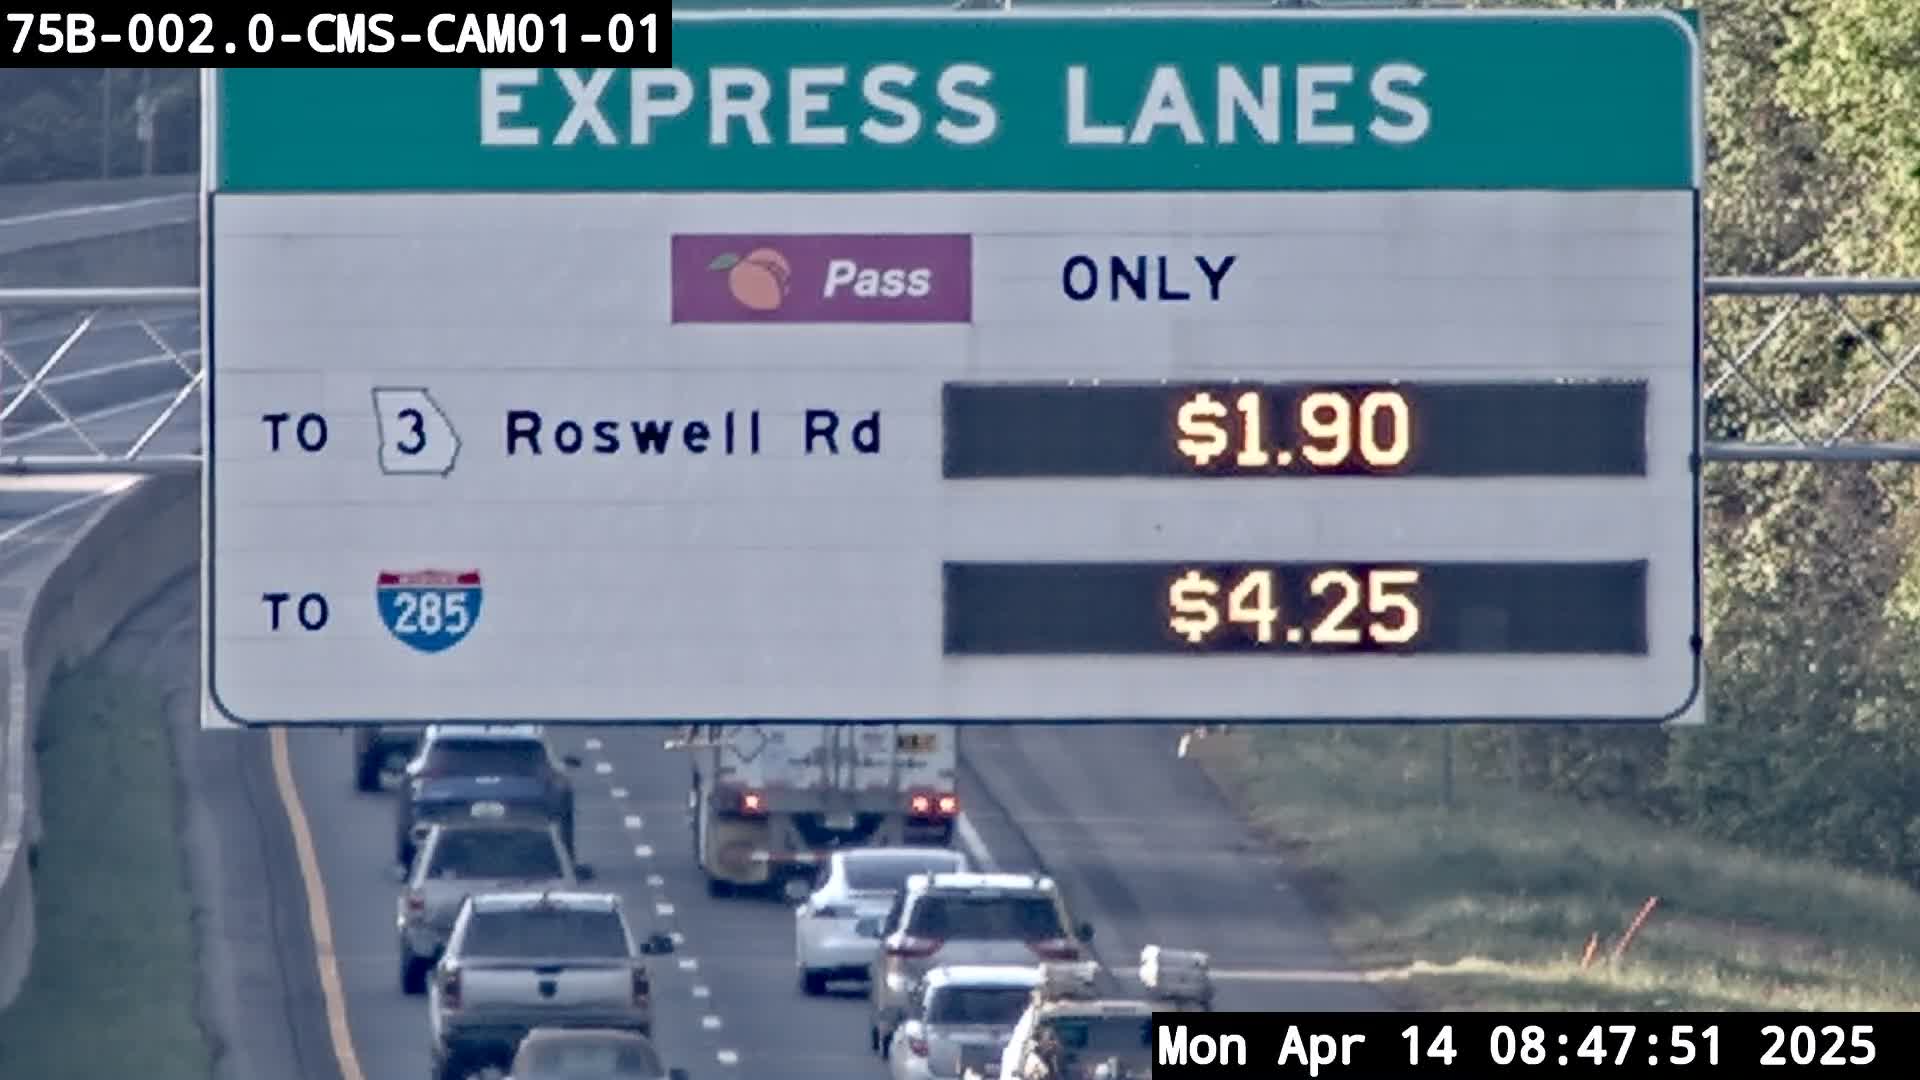 75B-002.0-CMS-CAM01-01
EXPRESS LANES
Pass ONLY
TO 3 Roswell Rd $1.90
TO 285 $4.25
Mon Apr 14 08:47:51 2025